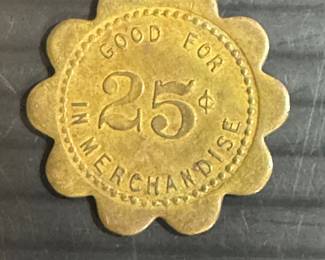 GOOD FOR
25¢
IN MERCHANDISE